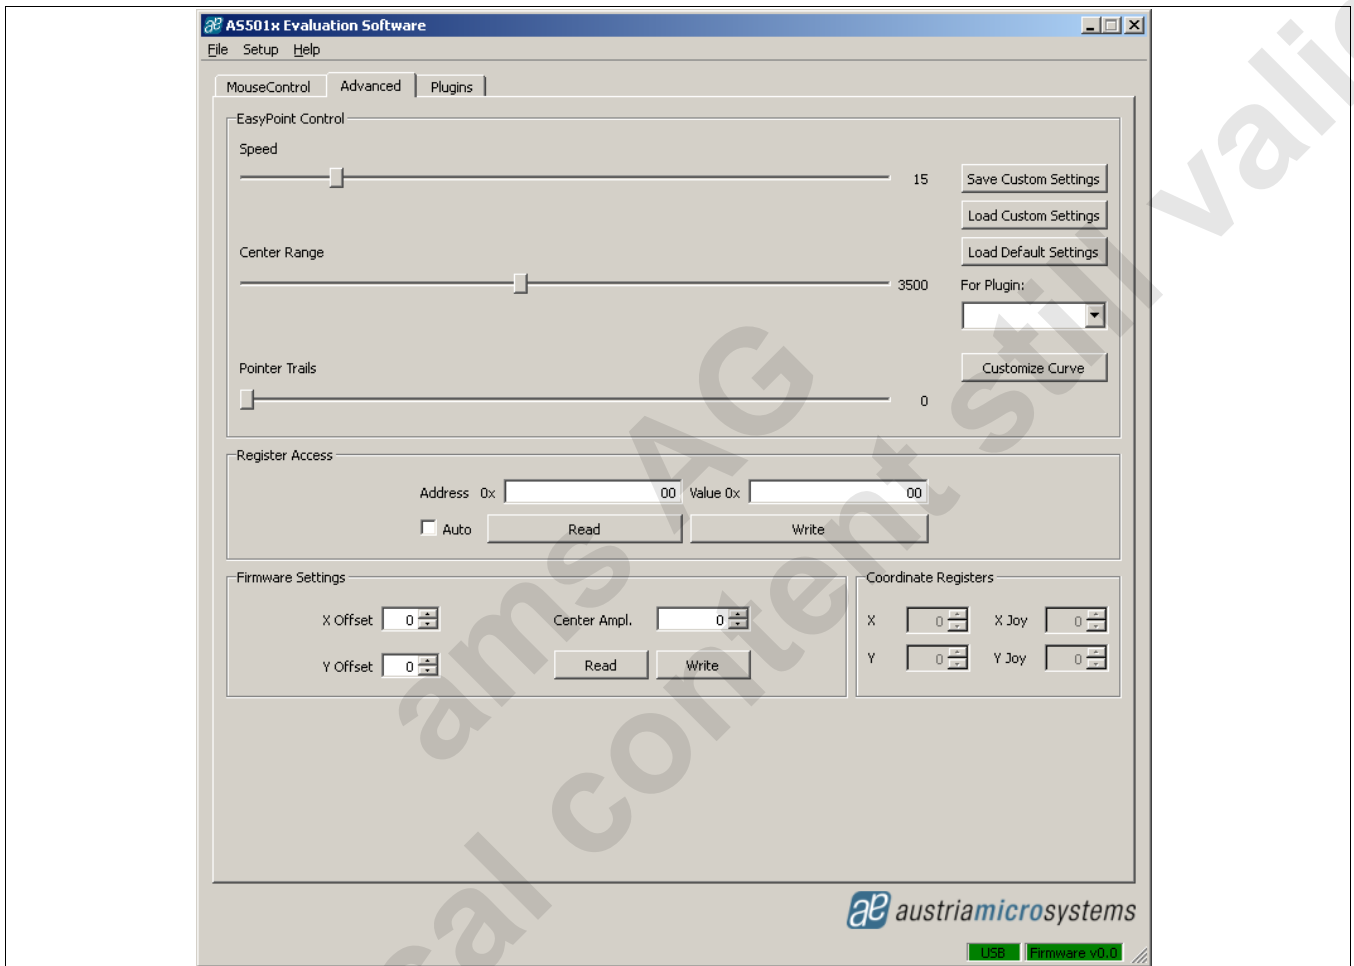 AS501x Evaluation Software
File Setup Help
MouseControl Advanced Plugins
EasyPoint Control
Speed
15
Save Custom Settings
Load Custom Settings
Load Default Settings
Center Range
3500
For Plugin:
Pointer Trails
Customize Curve
0
Register Access
Address 0x 00 Value 0x 00
Auto Read Write
Firmware Settings
X Offset 0 Center Ampl. 0
Y Offset 0 Read Write
Coordinate Registers
X 0 X Joy 0
Y 0 Y Joy 0
ae austriamicrosystems
USB Firmware v0.0
ams AG
cal content still valid